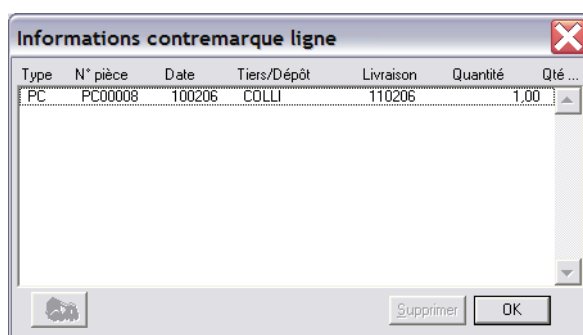 Informations contremarque ligne
Type N° pièce Date Tiers/Dépôt Livraison Quantité Qté ...
PC PC00008 100206 COLLI 110206 1,00
Supprimer OK